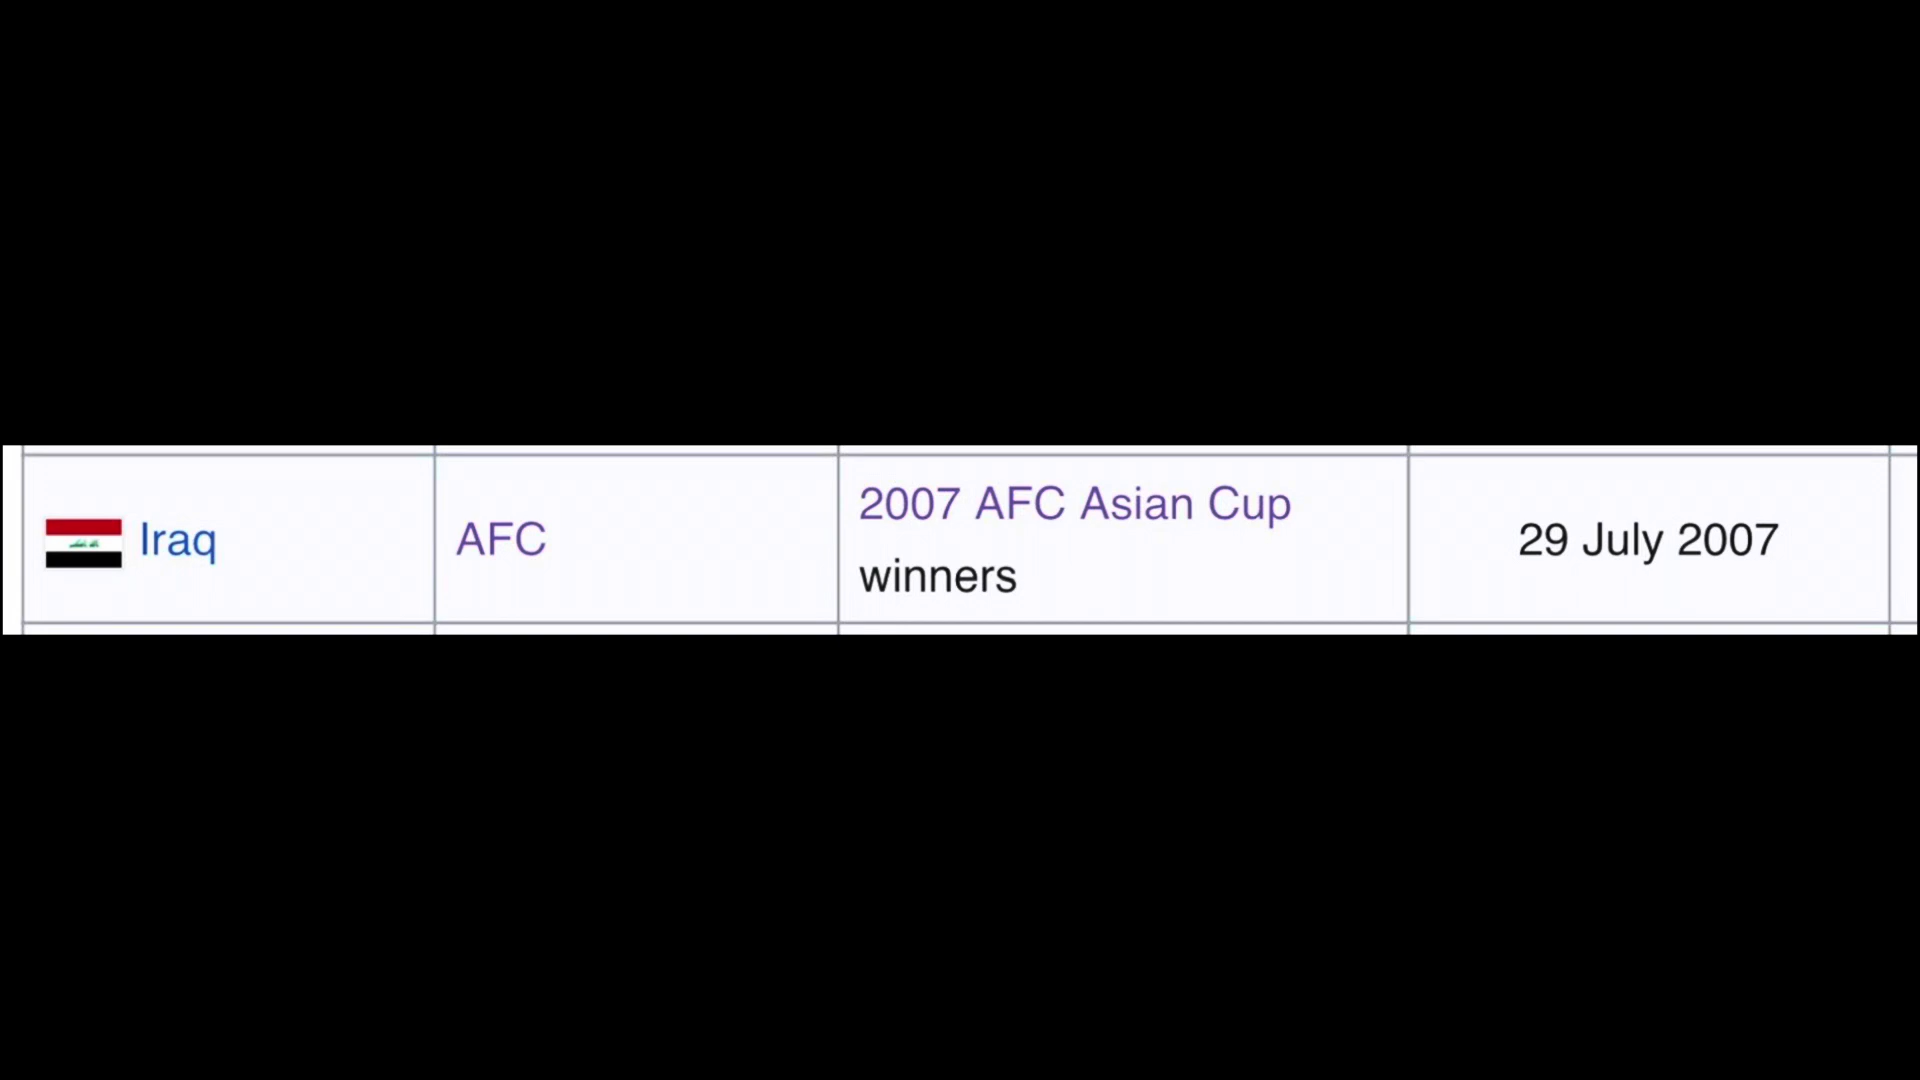 Iraq
AFC
2007 AFC Asian Cup
winners
29 July 2007